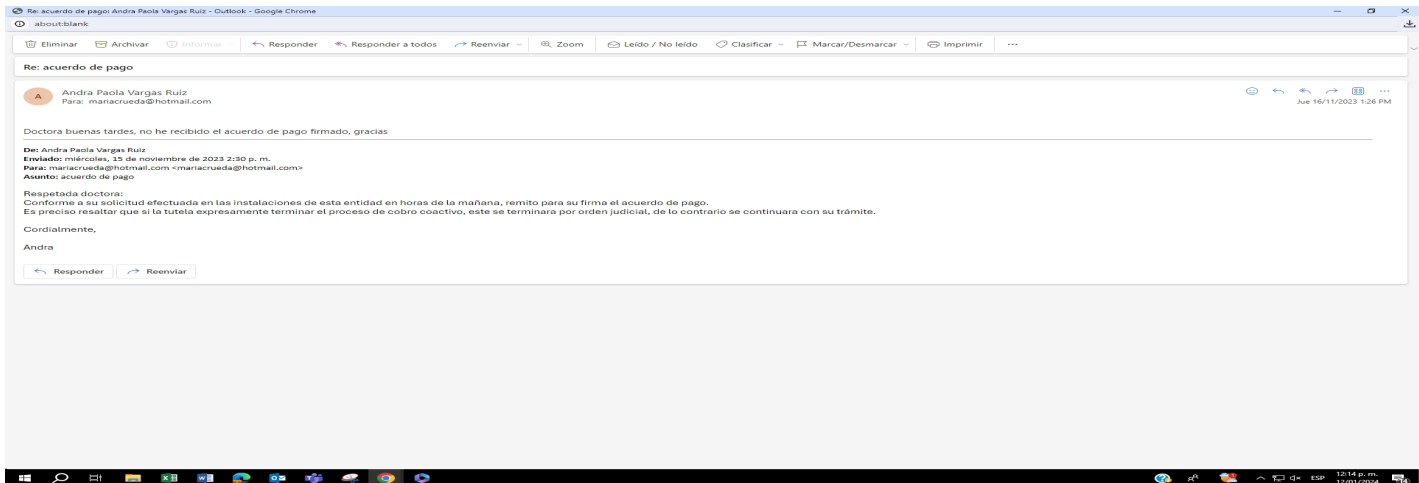 Re: acuerdo de pago: Andra Paola Vargas Ruiz - Outlook - Google Chrome
about:blank
Eliminar Archivar Informar Responder Responder a todos Reenviar Zoom Leído / No leído Clasificar Marcar/Desmarcar Imprimir ...
Re: acuerdo de pago
A
Andra Paola Vargas Ruiz
Para: mariacrueda@hotmail.com
Jue 16/11/2023 1:26 PM
Doctora buenas tardes, no he recibido el acuerdo de pago firmado, gracias
De: Andra Paola Vargas Ruiz
Enviado: miércoles, 15 de noviembre de 2023 2:30 p. m.
Para: mariacrueda@hotmail.com <mariacrueda@hotmail.com>
Asunto: acuerdo de pago
Respetada doctora:
Conforme a su solicitud efectuada en las instalaciones de esta entidad en horas de la mañana, remito para su firma el acuerdo de pago.
Es preciso resaltar que si la tutela expresamente terminar el proceso de cobro coactivo, este se terminara por orden judicial, de lo contrario se continuara con su trámite.
Cordialmente,
Andra
Responder Reenviar
ESP
12:14 p. m.
12/01/2024